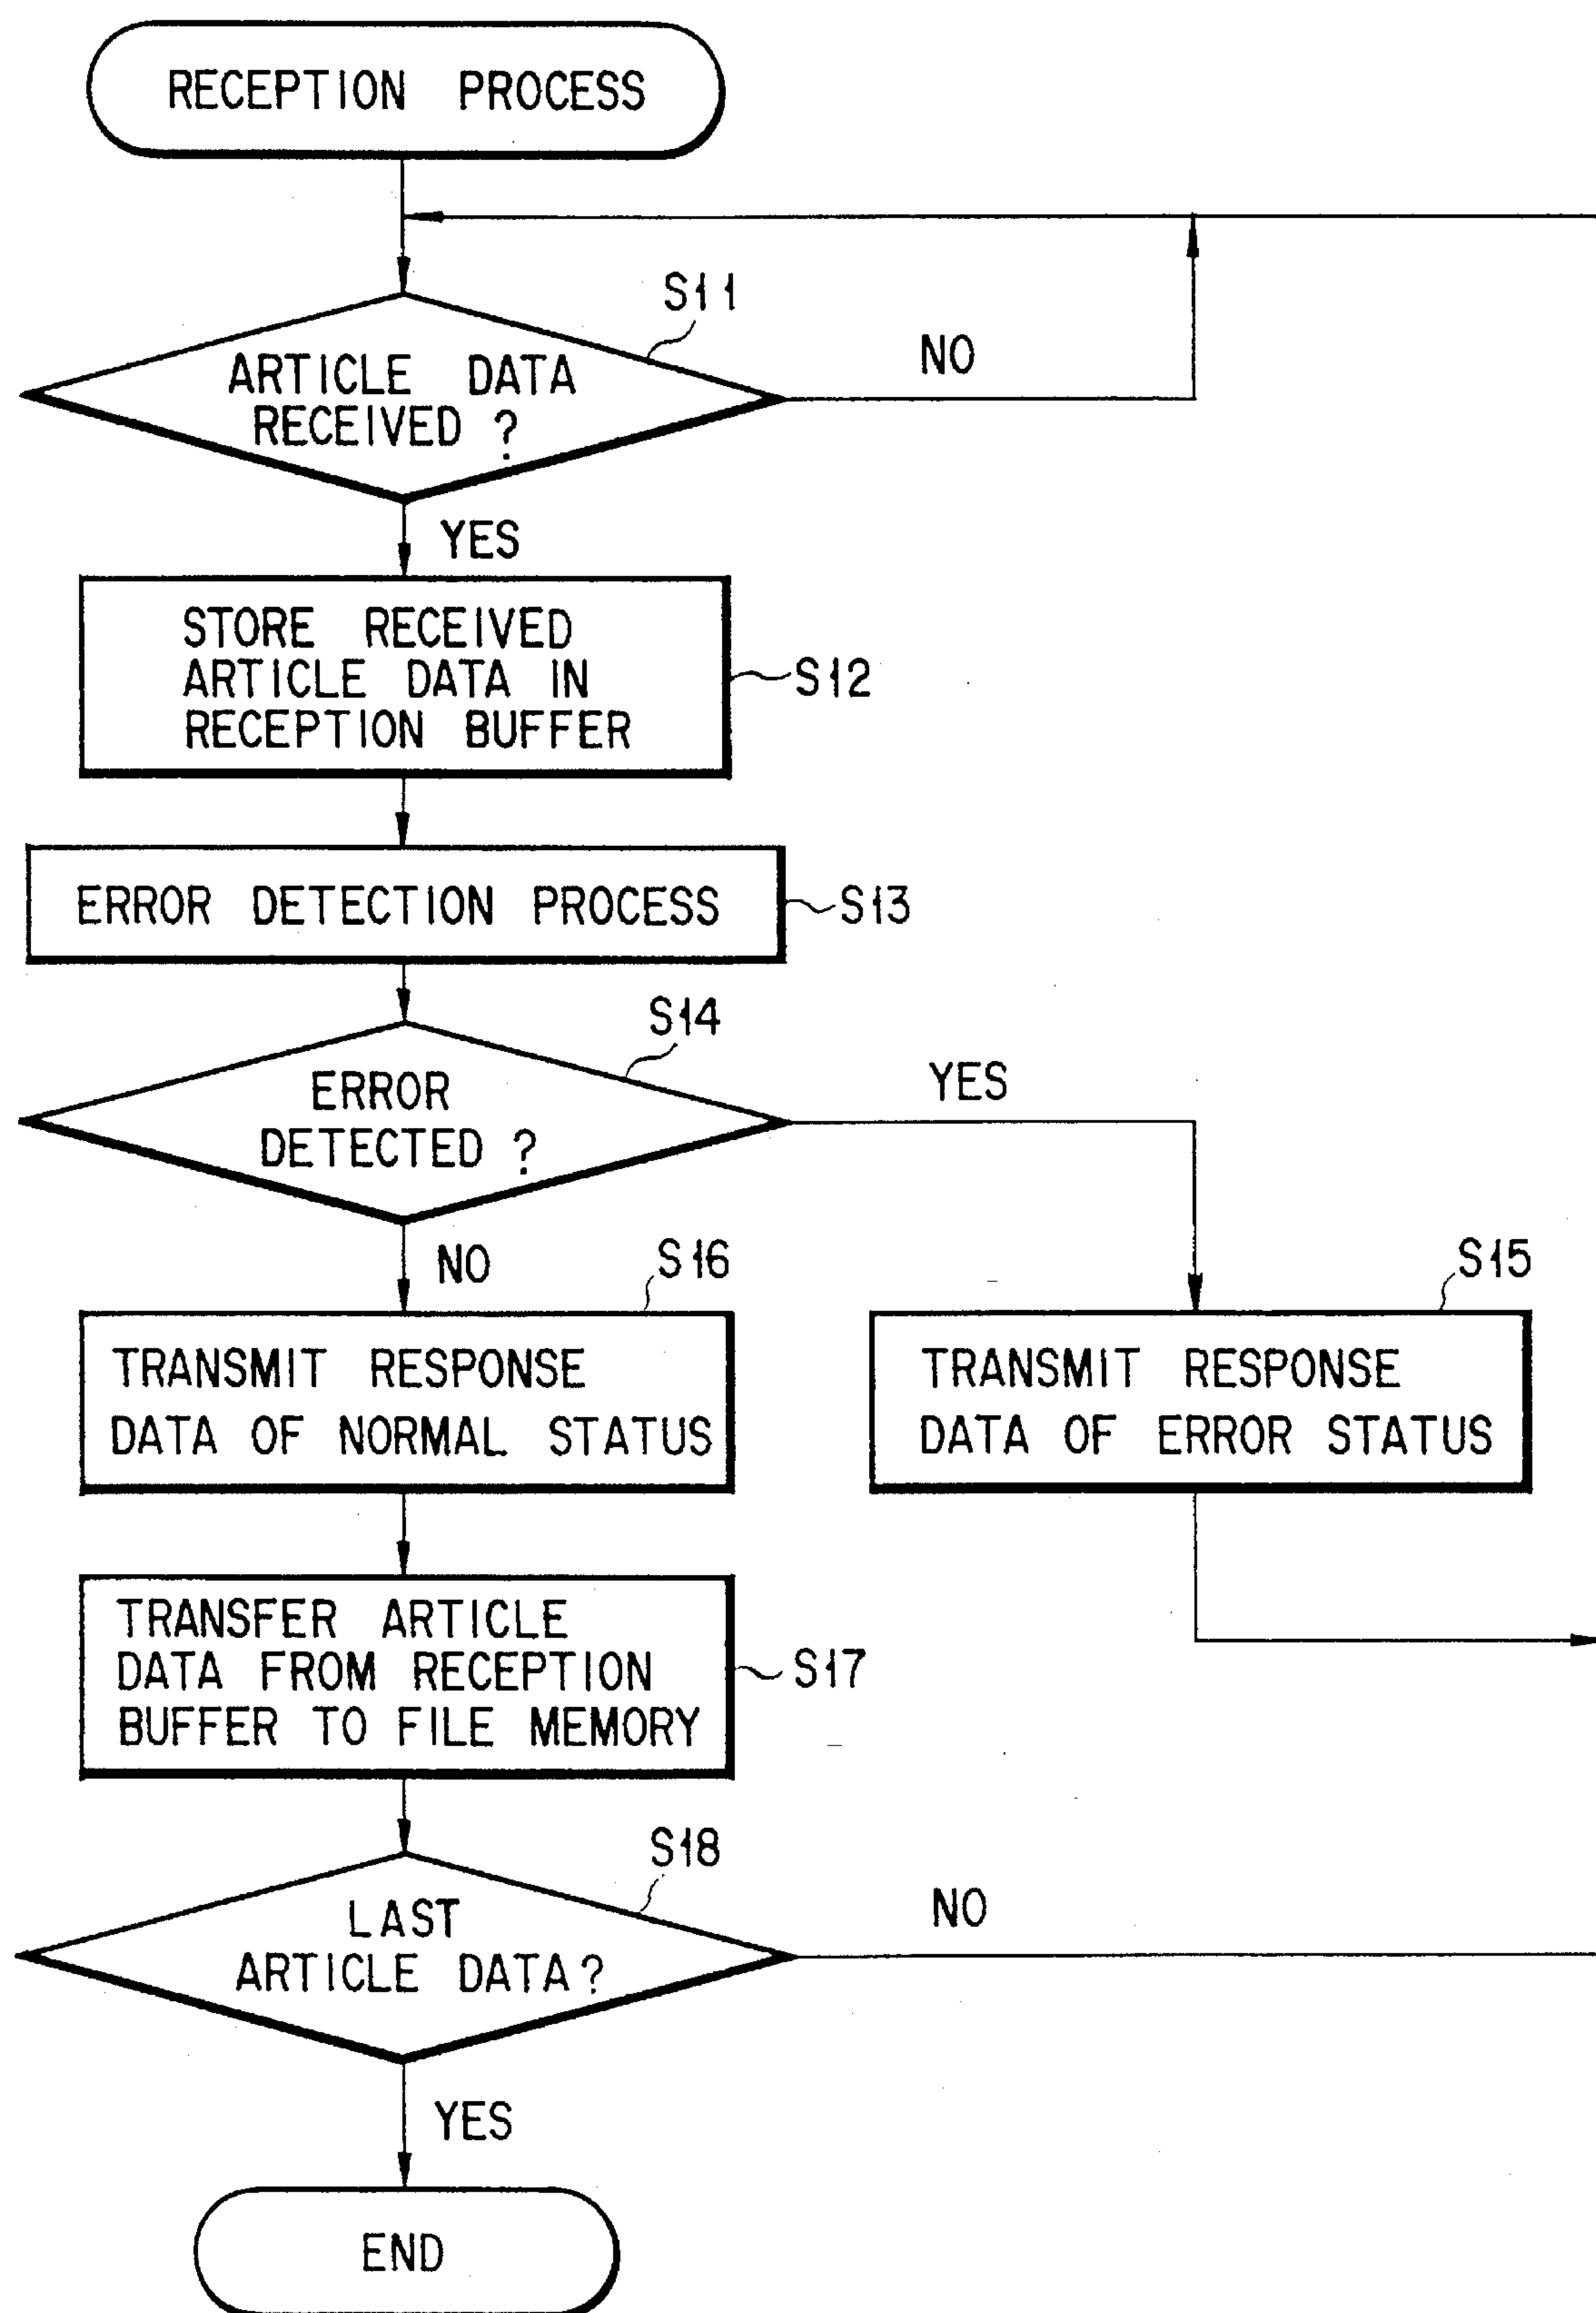 RECEPTION PROCESS
S11
ARTICLE DATA
RECEIVED ?
NO
YES
STORE RECEIVED
ARTICLE DATA IN
RECEPTION BUFFER
S12
ERROR DETECTION PROCESS
S13
S14
ERROR
DETECTED ?
YES
NO
S16
TRANSMIT RESPONSE
DATA OF NORMAL STATUS
S15
TRANSMIT RESPONSE
DATA OF ERROR STATUS
TRANSFER ARTICLE
DATA FROM RECEPTION
BUFFER TO FILE MEMORY
S17
S18
LAST
ARTICLE DATA?
NO
YES
END